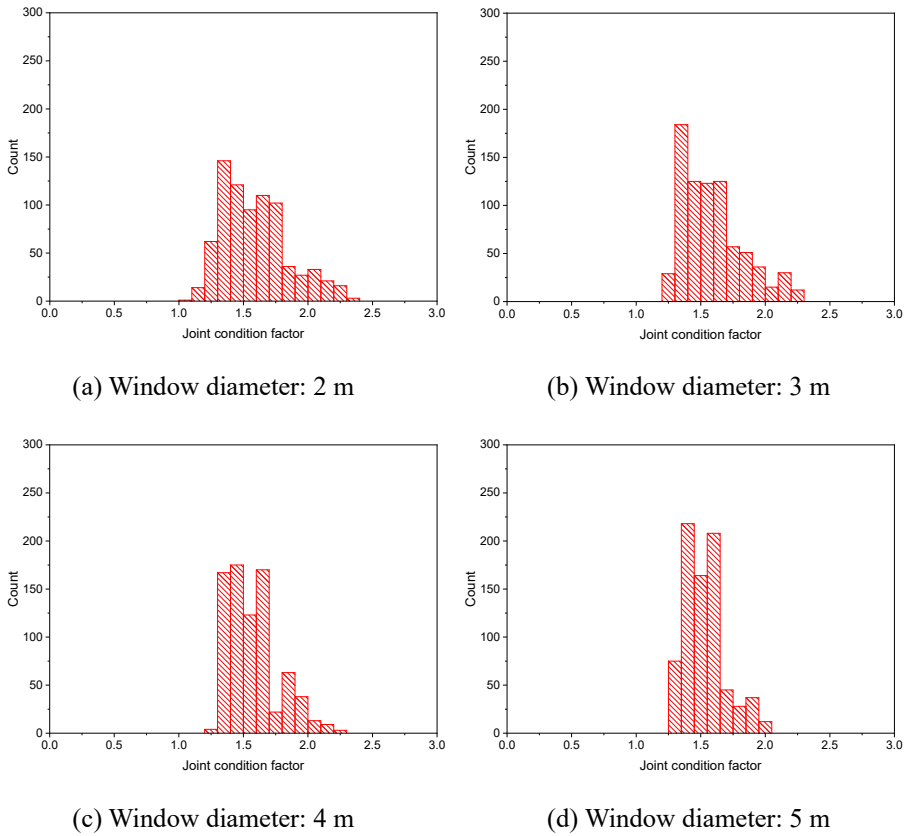 300
250
200
150
100
50
0
Count
0.0 0.5 1.0 1.5 2.0 2.5 3.0
Joint condition factor
(a) Window diameter: 2 m
300
250
200
150
100
50
0
Count
0.0 0.5 1.0 1.5 2.0 2.5 3.0
Joint condition factor
(b) Window diameter: 3 m
300
250
200
150
100
50
0
Count
0.0 0.5 1.0 1.5 2.0 2.5 3.0
Joint condition factor
(c) Window diameter: 4 m
300
250
200
150
100
50
0
Count
0.0 0.5 1.0 1.5 2.0 2.5 3.0
Joint condition factor
(d) Window diameter: 5 m